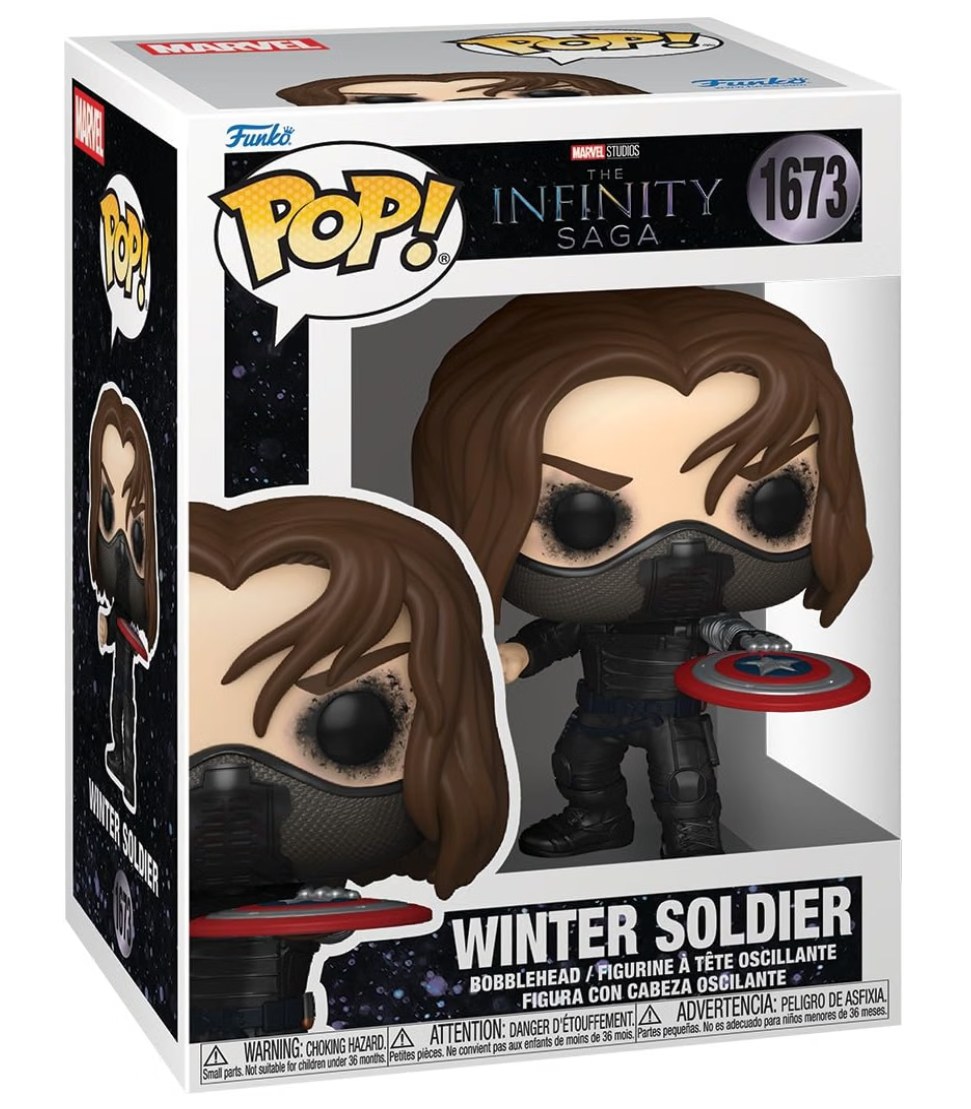 MARVEL
POP!
Funko
MARVEL
POP!
WINTER SOLDIER
1673
Funko
POP!®
MARVEL STUDIOS
THE
INFINITY
SAGA
1673
WINTER SOLDIER
BOBBLEHEAD / FIGURINE À TÊTE OSCILLANTE
FIGURA CON CABEZA OSCILANTE
WARNING: CHOKING HAZARD.
Small parts. Not suitable for children under 36 months.
ATTENTION: DANGER D'ÉTOUFFEMENT.
Petites pièces. Ne convient pas aux enfants de moins de 36 mois.
ADVERTENCIA: PELIGRO DE ASFIXIA.
Partes pequeñas. No es adecuado para niños menores de 36 meses.